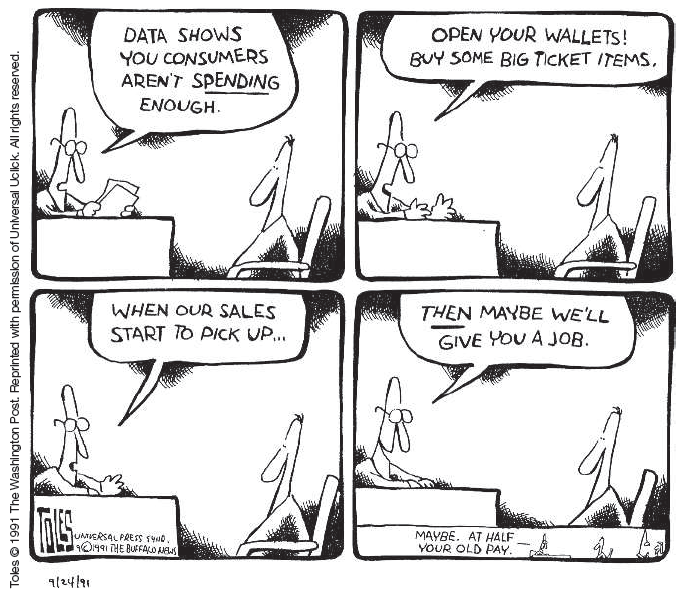 Toles © 1991 The Washington Post. Reprinted with permission of Universal Uclick. All rights reserved.
DATA SHOWS
YOU CONSUMERS
AREN'T SPENDING
ENOUGH.
OPEN YOUR WALLETS!
BUY SOME BIG TICKET ITEMS.
WHEN OUR SALES
START TO PICK UP...
TOLES
UNIVERSAL PRESS SYND.
©1991 THE BUFFALO NEWS
THEN MAYBE WE'LL
GIVE YOU A JOB.
MAYBE. AT HALF
YOUR OLD PAY.
9/24/91